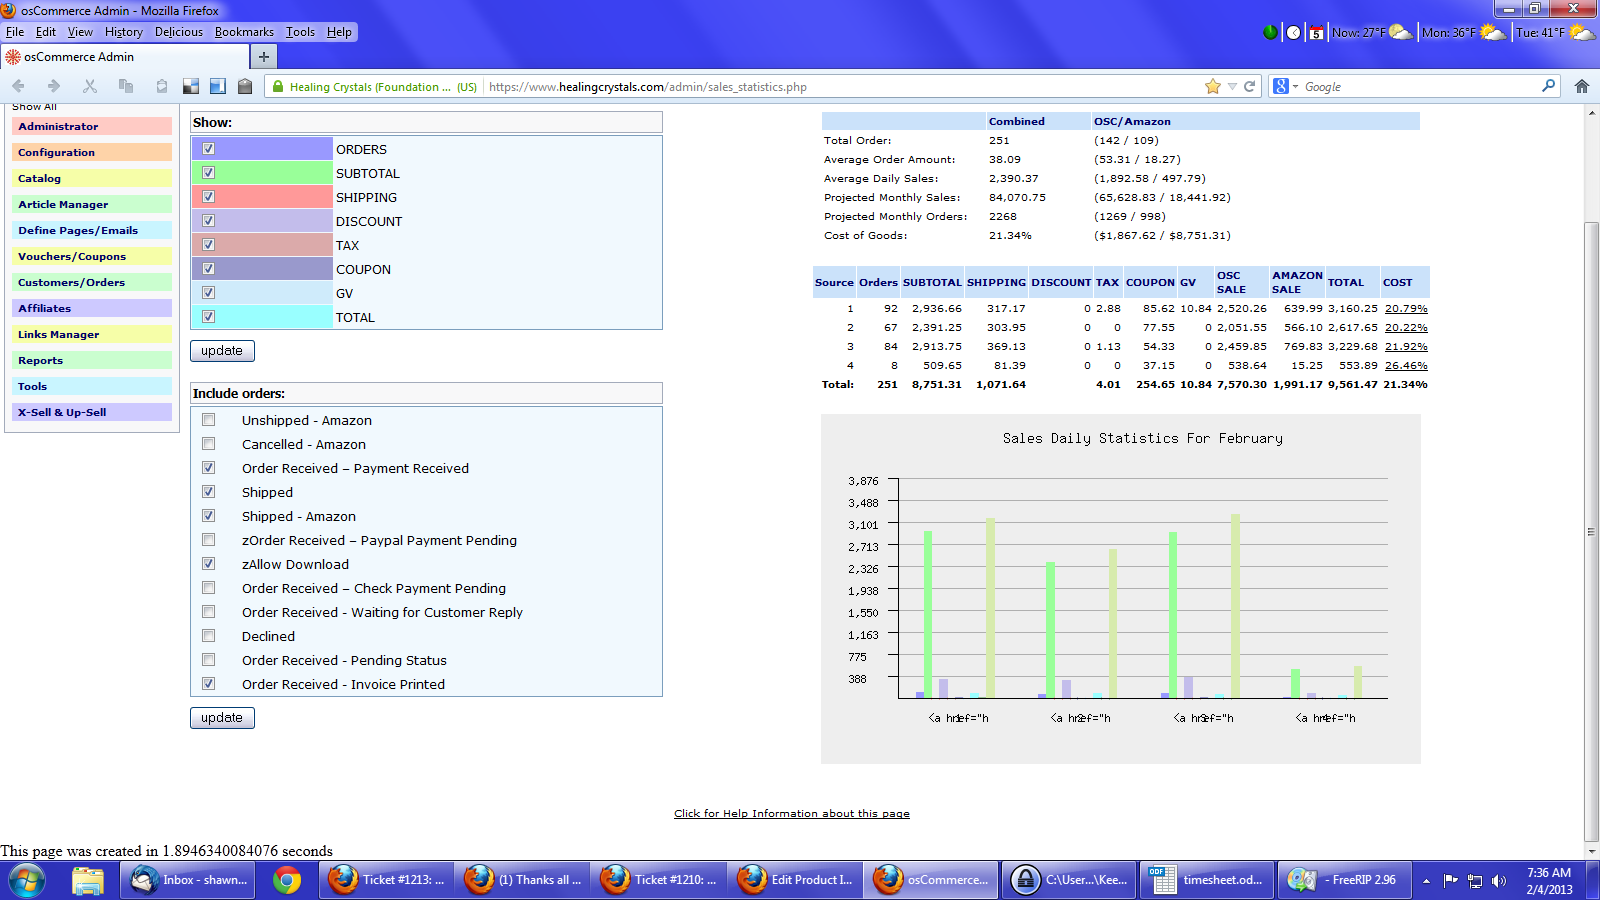 osCommerce Admin - Mozilla Firefox
File Edit View History Delicious Bookmarks Tools Help
5 Now: 27°F Mon: 36°F Tue: 41°F
osCommerce Admin
Healing Crystals (Foundation ... (US) https://www.healingcrystals.com/admin/sales_statistics.php
8 Google
Show All
Administrator
Configuration
Catalog
Article Manager
Define Pages/Emails
Vouchers/Coupons
Customers/Orders
Affiliates
Links Manager
Reports
Tools
X-Sell & Up-Sell
Show:
ORDERS
SUBTOTAL
SHIPPING
DISCOUNT
TAX
COUPON
GV
TOTAL
update
Include orders:
Unshipped - Amazon
Cancelled - Amazon
Order Received – Payment Received
Shipped
Shipped - Amazon
zOrder Received – Paypal Payment Pending
zAllow Download
Order Received – Check Payment Pending
Order Received - Waiting for Customer Reply
Declined
Order Received - Pending Status
Order Received - Invoice Printed
update
Combined OSC/Amazon
Total Order: 251 (142 / 109)
Average Order Amount: 38.09 (53.31 / 18.27)
Average Daily Sales: 2,390.37 (1,892.58 / 497.79)
Projected Monthly Sales: 84,070.75 (65,628.83 / 18,441.92)
Projected Monthly Orders: 2268 (1269 / 998)
Cost of Goods: 21.34% ($1,867.62 / $8,751.31)
Source Orders SUBTOTAL SHIPPING DISCOUNT TAX COUPON GV OSC SALE AMAZON SALE TOTAL COST
1 92 2,936.66 317.17 0 2.88 85.62 10.84 2,520.26 639.99 3,160.25 20.79%
2 67 2,391.25 303.95 0 0 77.55 0 2,051.55 566.10 2,617.65 20.22%
3 84 2,913.75 369.13 0 1.13 54.33 0 2,459.85 769.83 3,229.68 21.92%
4 8 509.65 81.39 0 0 37.15 0 538.64 15.25 553.89 26.46%
Total: 251 8,751.31 1,071.64 4.01 254.65 10.84 7,570.30 1,991.17 9,561.47 21.34%
Sales Daily Statistics For February
3,876
3,488
3,101
2,713
2,326
1,938
1,550
1,163
775
388
<a href="h <a href="h <a href="h <a href="h
Click for Help Information about this page
This page was created in 1.8946340084076 seconds
Inbox - shawn... Ticket #1213: ... (1) Thanks all ... Ticket #1210: ... Edit Product I... osCommerce... C:\User...\Kee... ODF timesheet.od... - FreeRIP 2.96 7:36 AM
2/4/2013